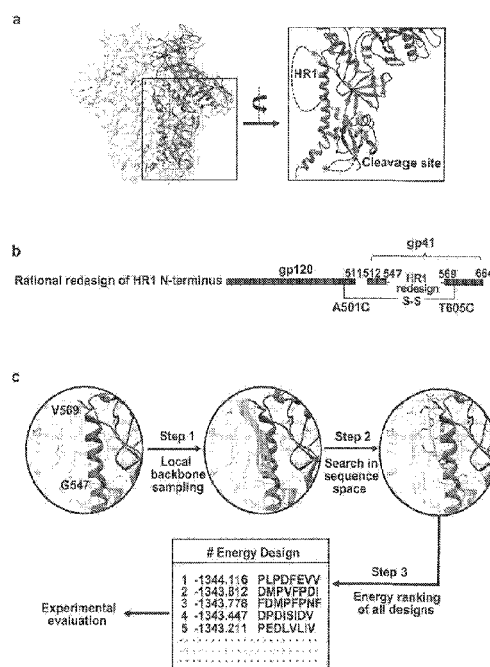 a
HR1
Cleavage site
b
gp41
Rational redesign of HR1 N-terminus
gp120
511 512 547
HR1
redesign
569
664
S-S
A501C
T605C
c
V569
G547
Step 1
Local
backbone
sampling
Step 2
Search in
sequence
space
Step 3
Energy ranking
of all designs
# Energy Design
1 -1344.116 PLPDFEVV
2 -1343.812 DMPVFPDI
3 -1343.778 FDMPFPNF
4 -1343.447 DPDISIDV
5 -1343.211 PEDLVLIV
Experimental
evaluation